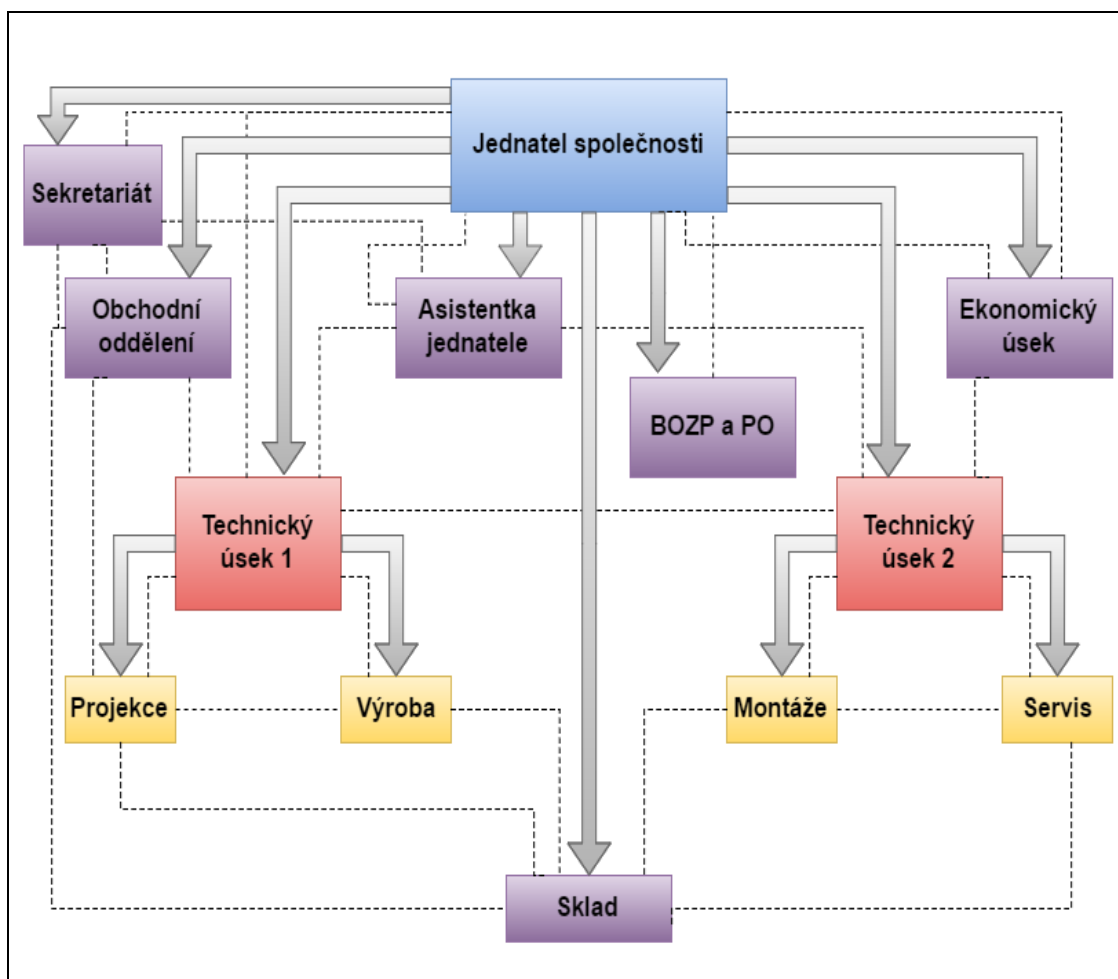 Jednatel společnosti
Sekretariát
Obchodní
oddělení
Asistentka
jednatele
Ekonomický
úsek
BOZP a PO
Technický
úsek 1
Technický
úsek 2
Projekce
Výroba
Montáže
Servis
Sklad